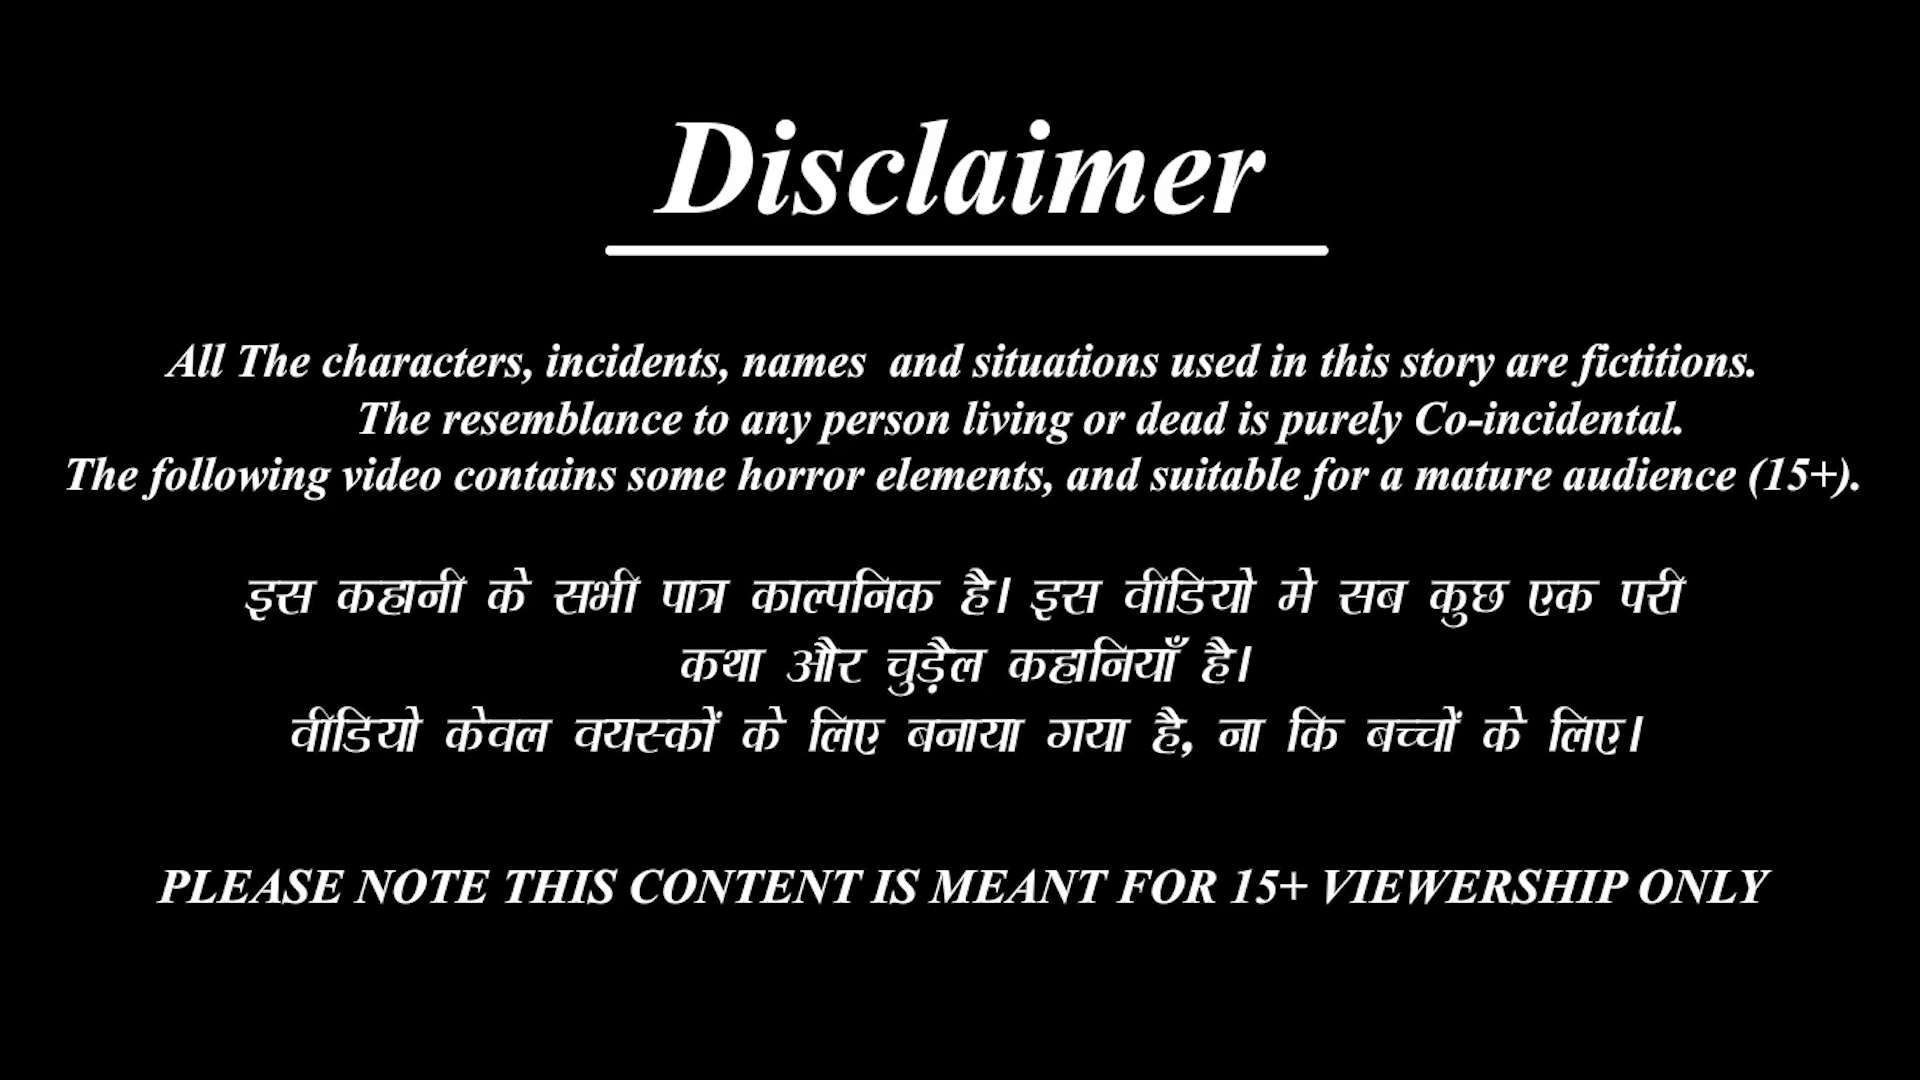 Disclaimer
All The characters, incidents, names and situations used in this story are fictitions.
The resemblance to any person living or dead is purely Co-incidental.
The following video contains some horror elements, and suitable for a mature audience (15+).
इस कहानी के सभी पात्र काल्पनिक है। इस वीडियो मे सब कुछ एक परी
कथा और चुड़ैल कहानियाँ है।
वीडियो केवल वयस्कों के लिए बनाया गया है, ना कि बच्चों के लिए।
PLEASE NOTE THIS CONTENT IS MEANT FOR 15+ VIEWERSHIP ONLY